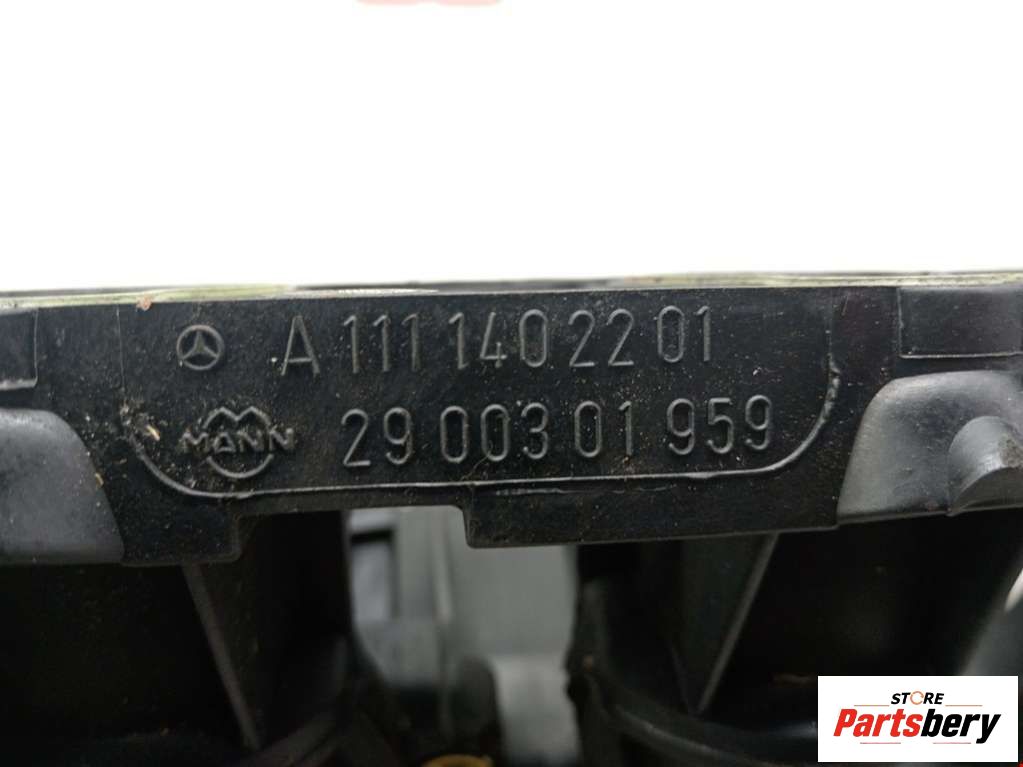 A 111 140 22 01
MANN
29 003 01 959
STORE
Partsbery